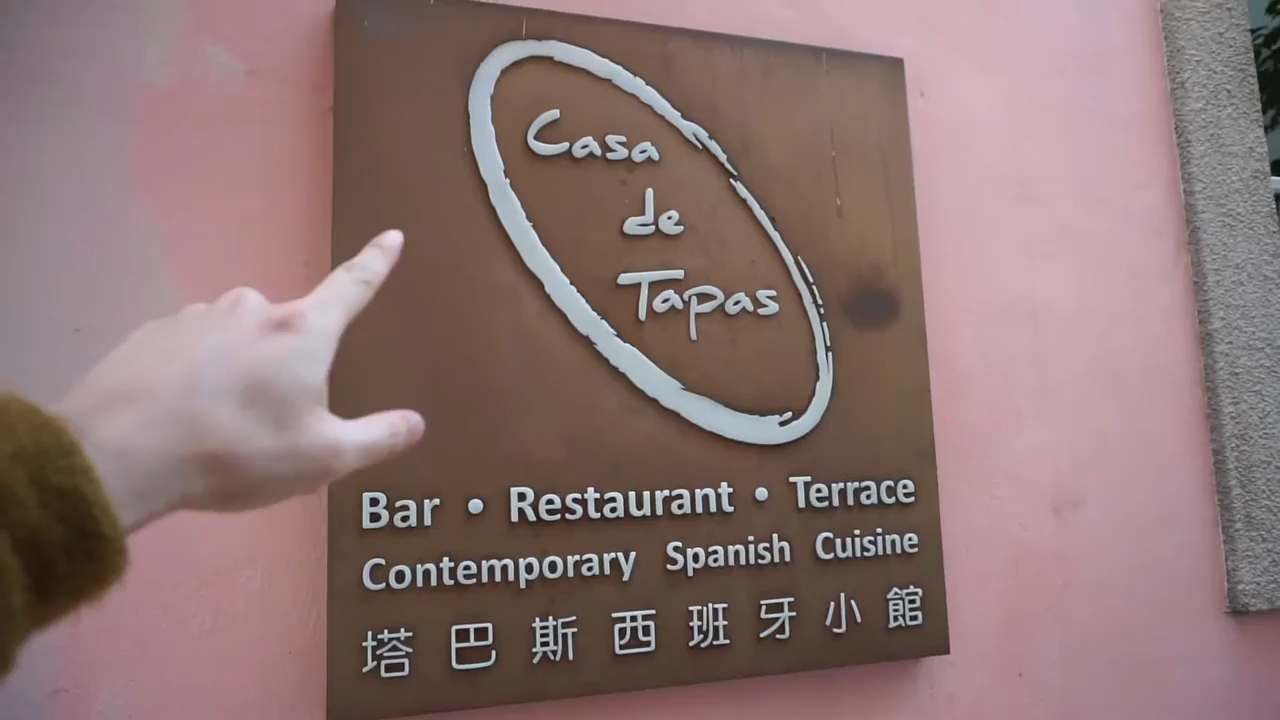 Casa
de
Tapas
Bar • Restaurant • Terrace
Contemporary Spanish Cuisine
塔巴斯西班牙小館